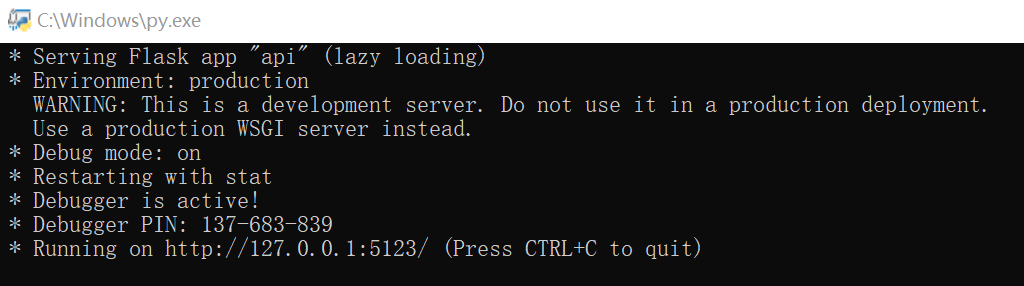 C:\Windows\py.exe
* Serving Flask app "api" (lazy loading)
* Environment: production
WARNING: This is a development server. Do not use it in a production deployment.
Use a production WSGI server instead.
* Debug mode: on
* Restarting with stat
* Debugger is active!
* Debugger PIN: 137-683-839
* Running on http://127.0.0.1:5123/ (Press CTRL+C to quit)